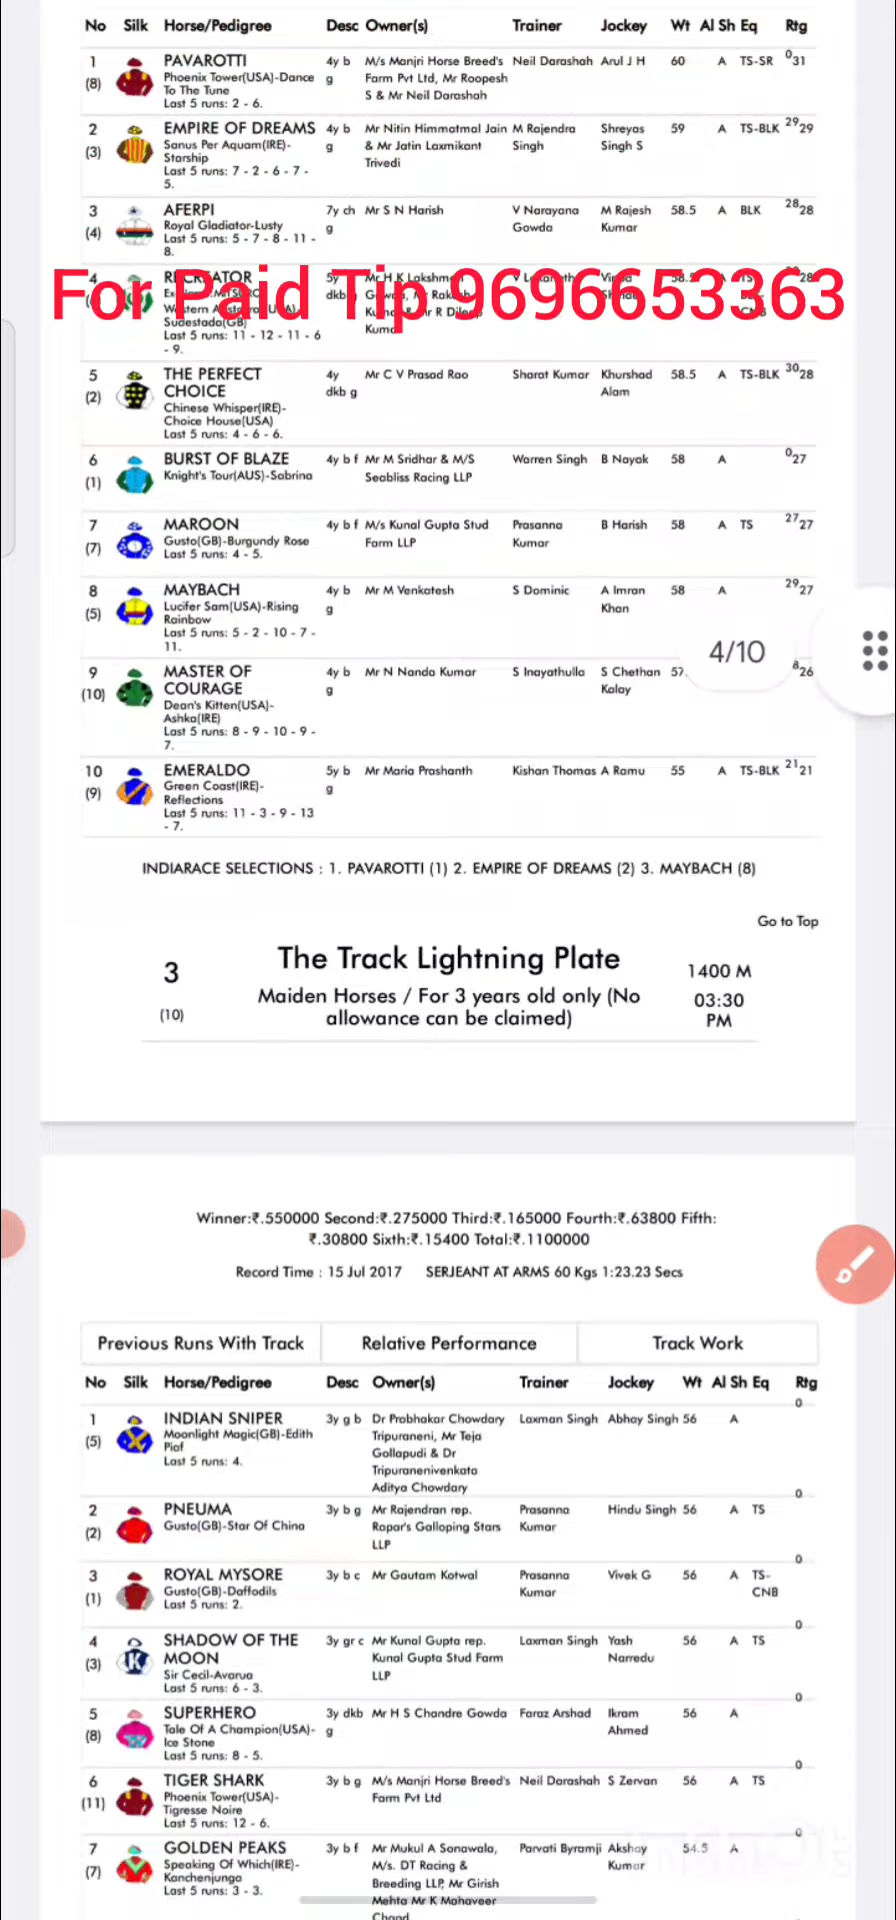 No Silk Horse/Pedigree Desc Owner(s) Trainer Jockey Wt Al Sh Eq Rtg
1 PAVAROTTI 4y b M/s Manjri Horse Breed's Neil Darashah Arul J H 60 A TS-SR 031
(8) Phoenix Tower(USA)-Dance g Farm Pvt Ltd, Mr Roopesh
To The Tune S & Mr Neil Darashah
Last 5 runs: 2 - 6.
2 EMPIRE OF DREAMS 4y b Mr Nitin Himmatmal Jain M Rajendra Shreyas 59 A TS-BLK 2929
(3) Sanus Per Aquam(IRE)- g & Mr Jatin Laxmikant Singh Singh S
Starship Trivedi
Last 5 runs: 7 - 2 - 6 - 7 -
5.
3 AFERPI 7y ch Mr S N Harish V Narayana M Rajesh 58.5 A BLK 2828
(4) Royal Gladiator-Lusty g Gowda Kumar
Last 5 runs: 5 - 7 - 8 - 11 -
8.
For Paid Tip 9696653363
4 RECREATOR 5y Mr H K Lakshm
dkb
Sudestada(GB)
Last 5 runs: 11 - 12 - 11 - 6
- 9.
5 THE PERFECT 4y Mr C V Prasad Rao Sharat Kumar Khurshad 58.5 A TS-BLK 3028
(2) CHOICE dkb g Alam
Chinese Whisper(IRE)-
Choice House(USA)
Last 5 runs: 4 - 6 - 6.
6 BURST OF BLAZE 4y b f Mr M Sridhar & M/S Warren Singh B Nayak 58 A 027
(1) Knight's Tour(AUS)-Sabrina Seabliss Racing LLP
7 MAROON 4y b f M/s Kunal Gupta Stud Prasanna B Harish 58 A TS 2727
(7) Gusto(GB)-Burgundy Rose Farm LLP Kumar
Last 5 runs: 4 - 5.
8 MAYBACH 4y b Mr M Venkatesh S Dominic A Imran 58 A 2927
(5) Lucifer Sam(USA)-Rising g Khan
Rainbow
Last 5 runs: 5 - 2 - 10 - 7 -
11.
4/10
9 MASTER OF 4y b Mr N Nanda Kumar S Inayathulla S Chethan 57. 826
(10) COURAGE g Kalay
Dean's Kitten(USA)-
Ashka(IRE)
Last 5 runs: 8 - 9 - 10 - 9 -
7.
10 EMERALDO 5y b Mr Maria Prashanth Kishan Thomas A Ramu 55 A TS-BLK 2121
(9) Green Coast(IRE)- g
Reflections
Last 5 runs: 11 - 3 - 9 - 13
- 7.
INDIARACE SELECTIONS : 1. PAVAROTTI (1) 2. EMPIRE OF DREAMS (2) 3. MAYBACH (8)
Go to Top
3 The Track Lightning Plate 1400 M
(10) Maiden Horses / For 3 years old only (No 03:30
allowance can be claimed) PM
Winner:₹.550000 Second:₹.275000 Third:₹.165000 Fourth:₹.63800 Fifth:
₹.30800 Sixth:₹.15400 Total:₹.1100000
Record Time : 15 Jul 2017 SERJEANT AT ARMS 60 Kgs 1:23.23 Secs
Previous Runs With Track Relative Performance Track Work
No Silk Horse/Pedigree Desc Owner(s) Trainer Jockey Wt Al Sh Eq Rtg
0
1 INDIAN SNIPER 3y g b Dr Prabhakar Chowdary Laxman Singh Abhay Singh 56 A
(5) Moonlight Magic(GB)-Edith Tripuraneni, Mr Teja
Piaf Gollapudi & Dr
Last 5 runs: 4. Tripuranenivenkata
Aditya Chowdary
0
2 PNEUMA 3y b g Mr Rajendran rep. Prasanna Hindu Singh 56 A TS
(2) Gusto(GB)-Star Of China Rapar's Galloping Stars Kumar
LLP
0
3 ROYAL MYSORE 3y b c Mr Gautam Kotwal Prasanna Vivek G 56 A TS-
(1) Gusto(GB)-Daffodils Kumar CNB
Last 5 runs: 2.
0
4 SHADOW OF THE 3y gr c Mr Kunal Gupta rep. Laxman Singh Yash 56 A TS
(3) K MOON Kunal Gupta Stud Farm Narredu
Sir Cecil-Avarua LLP
Last 5 runs: 6 - 3.
0
5 SUPERHERO 3y dkb Mr H S Chandra Gowda Faraz Arshad Ikram 56 A
(8) Tale Of A Champion(USA)- g Ahmed
Ice Stone
Last 5 runs: 8 - 5.
0
6 TIGER SHARK 3y b g M/s Manjri Horse Breed's Neil Darashah S Zervan 56 A TS
(11) Phoenix Tower(USA)- Farm Pvt Ltd
Tigresse Noire
Last 5 runs: 12 - 6.
0
7 GOLDEN PEAKS 3y b f Mr Mukul A Sonawala, Parvati Byramji Akshay 54.5 A
(7) Speaking Of Which(IRE)- M/s. DT Racing & Kumar
Kanchenjunga Breeding LLP, Mr Girish
Last 5 runs: 3 - 3. Mehta Mr K Mahaveer
Chand